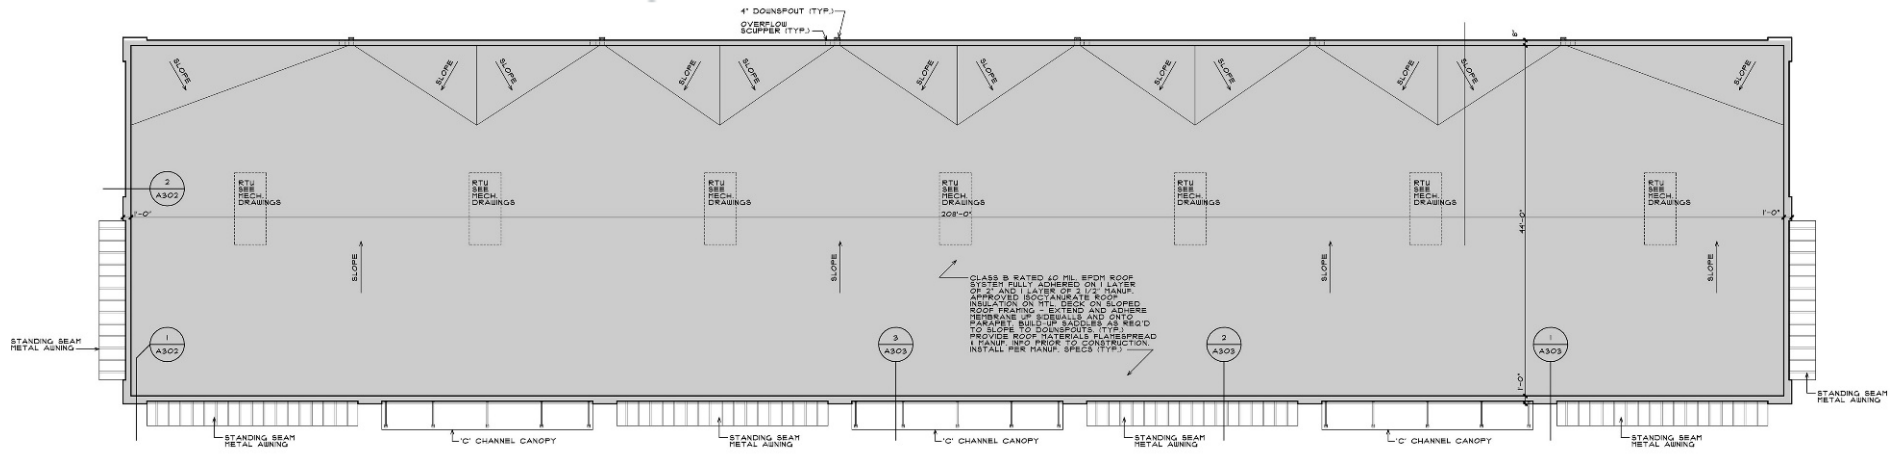 4" DOWNSPOUT (TYP.)
OVERFLOW
SCUPPER (TYP.)
8"
SLOPE
SLOPE
SLOPE
SLOPE
SLOPE
SLOPE
SLOPE
SLOPE
SLOPE
SLOPE
SLOPE
SLOPE
2
A302
RTU
SEE
MECH.
DRAWINGS
RTU
SEE
MECH.
DRAWINGS
RTU
SEE
MECH.
DRAWINGS
RTU
SEE
MECH.
DRAWINGS
RTU
SEE
MECH.
DRAWINGS
RTU
SEE
MECH.
DRAWINGS
RTU
SEE
MECH.
DRAWINGS
1'-0"
208'-0"
44'-0"
1'-0"
SLOPE
SLOPE
SLOPE
SLOPE
CLASS B RATED 60 MIL. EPDM ROOF
SYSTEM FULLY ADHERED ON 1 LAYER
OF 2" AND 1 LAYER OF 2 1/2" MANUF.
APPROVED ISOCYANURATE ROOF
INSULATION ON MTL. DECK ON SLOPED
ROOF FRAMING - EXTEND AND ADHERE
MEMBRANE UP SIDEWALLS AND ONTO
PARAPET. BUILD-UP SADDLES AS REQ'D
TO SLOPE TO DOWNSPOUTS. (TYP.)
PROVIDE ROOF MATERIALS FLAMESPREAD
& MANUF. INFO PRIOR TO CONSTRUCTION.
INSTALL PER MANUF. SPECS (TYP.)
STANDING SEAM
METAL AWNING
1
A302
3
A303
2
A303
1
A303
1'-0"
STANDING SEAM
METAL AWNING
STANDING SEAM
METAL AWNING
'C' CHANNEL CANOPY
STANDING SEAM
METAL AWNING
'C' CHANNEL CANOPY
STANDING SEAM
METAL AWNING
'C' CHANNEL CANOPY
STANDING SEAM
METAL AWNING